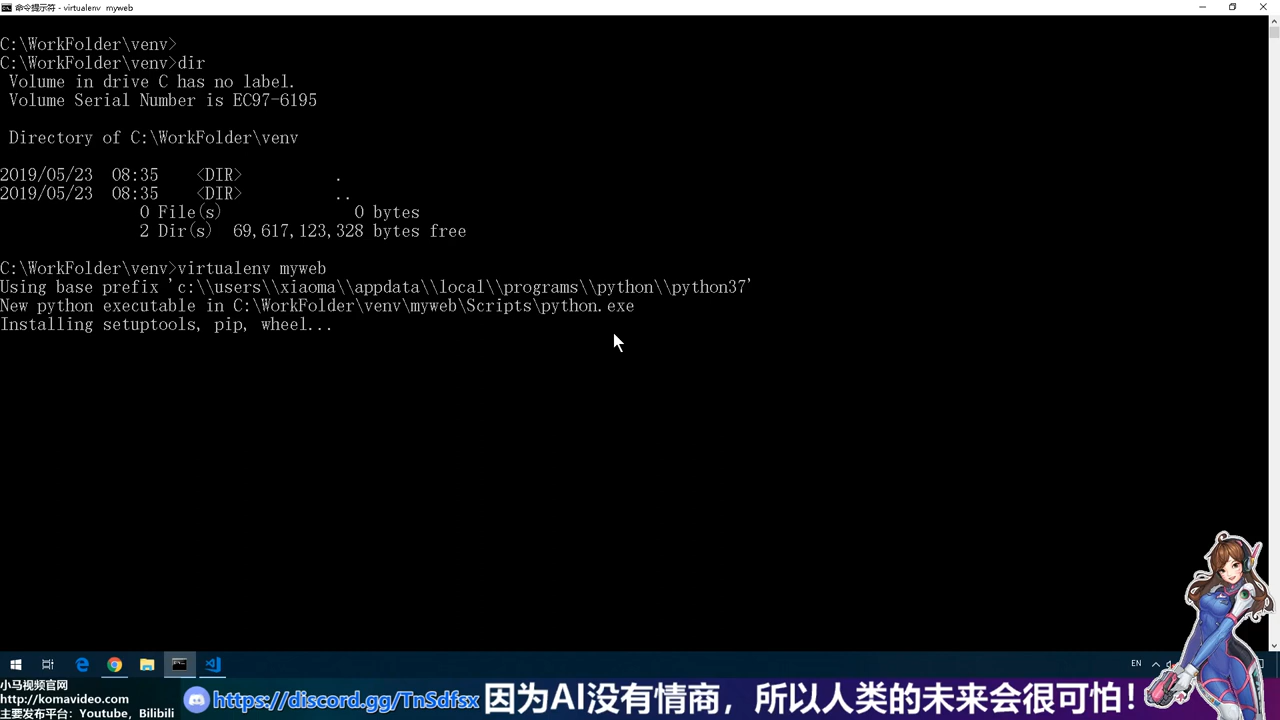 命令提示符 - virtualenv myweb
C:\WorkFolder\venv>
C:\WorkFolder\venv>dir
Volume in drive C has no label.
Volume Serial Number is EC97-6195
Directory of C:\WorkFolder\venv
2019/05/23 08:35 <DIR> .
2019/05/23 08:35 <DIR> ..
0 File(s) 0 bytes
2 Dir(s) 69,617,123,328 bytes free
C:\WorkFolder\venv>virtualenv myweb
Using base prefix 'c:\\users\\xiaoma\\appdata\\local\\programs\\python\\python37'
New python executable in C:\WorkFolder\venv\myweb\Scripts\python.exe
Installing setuptools, pip, wheel...
EN
小马视频官网
http://komavideo.com
主要发布平台：Youtube，Bilibili
https://discord.gg/TnSdfsx 因为AI没有情商，所以人类的未来会很可怕！